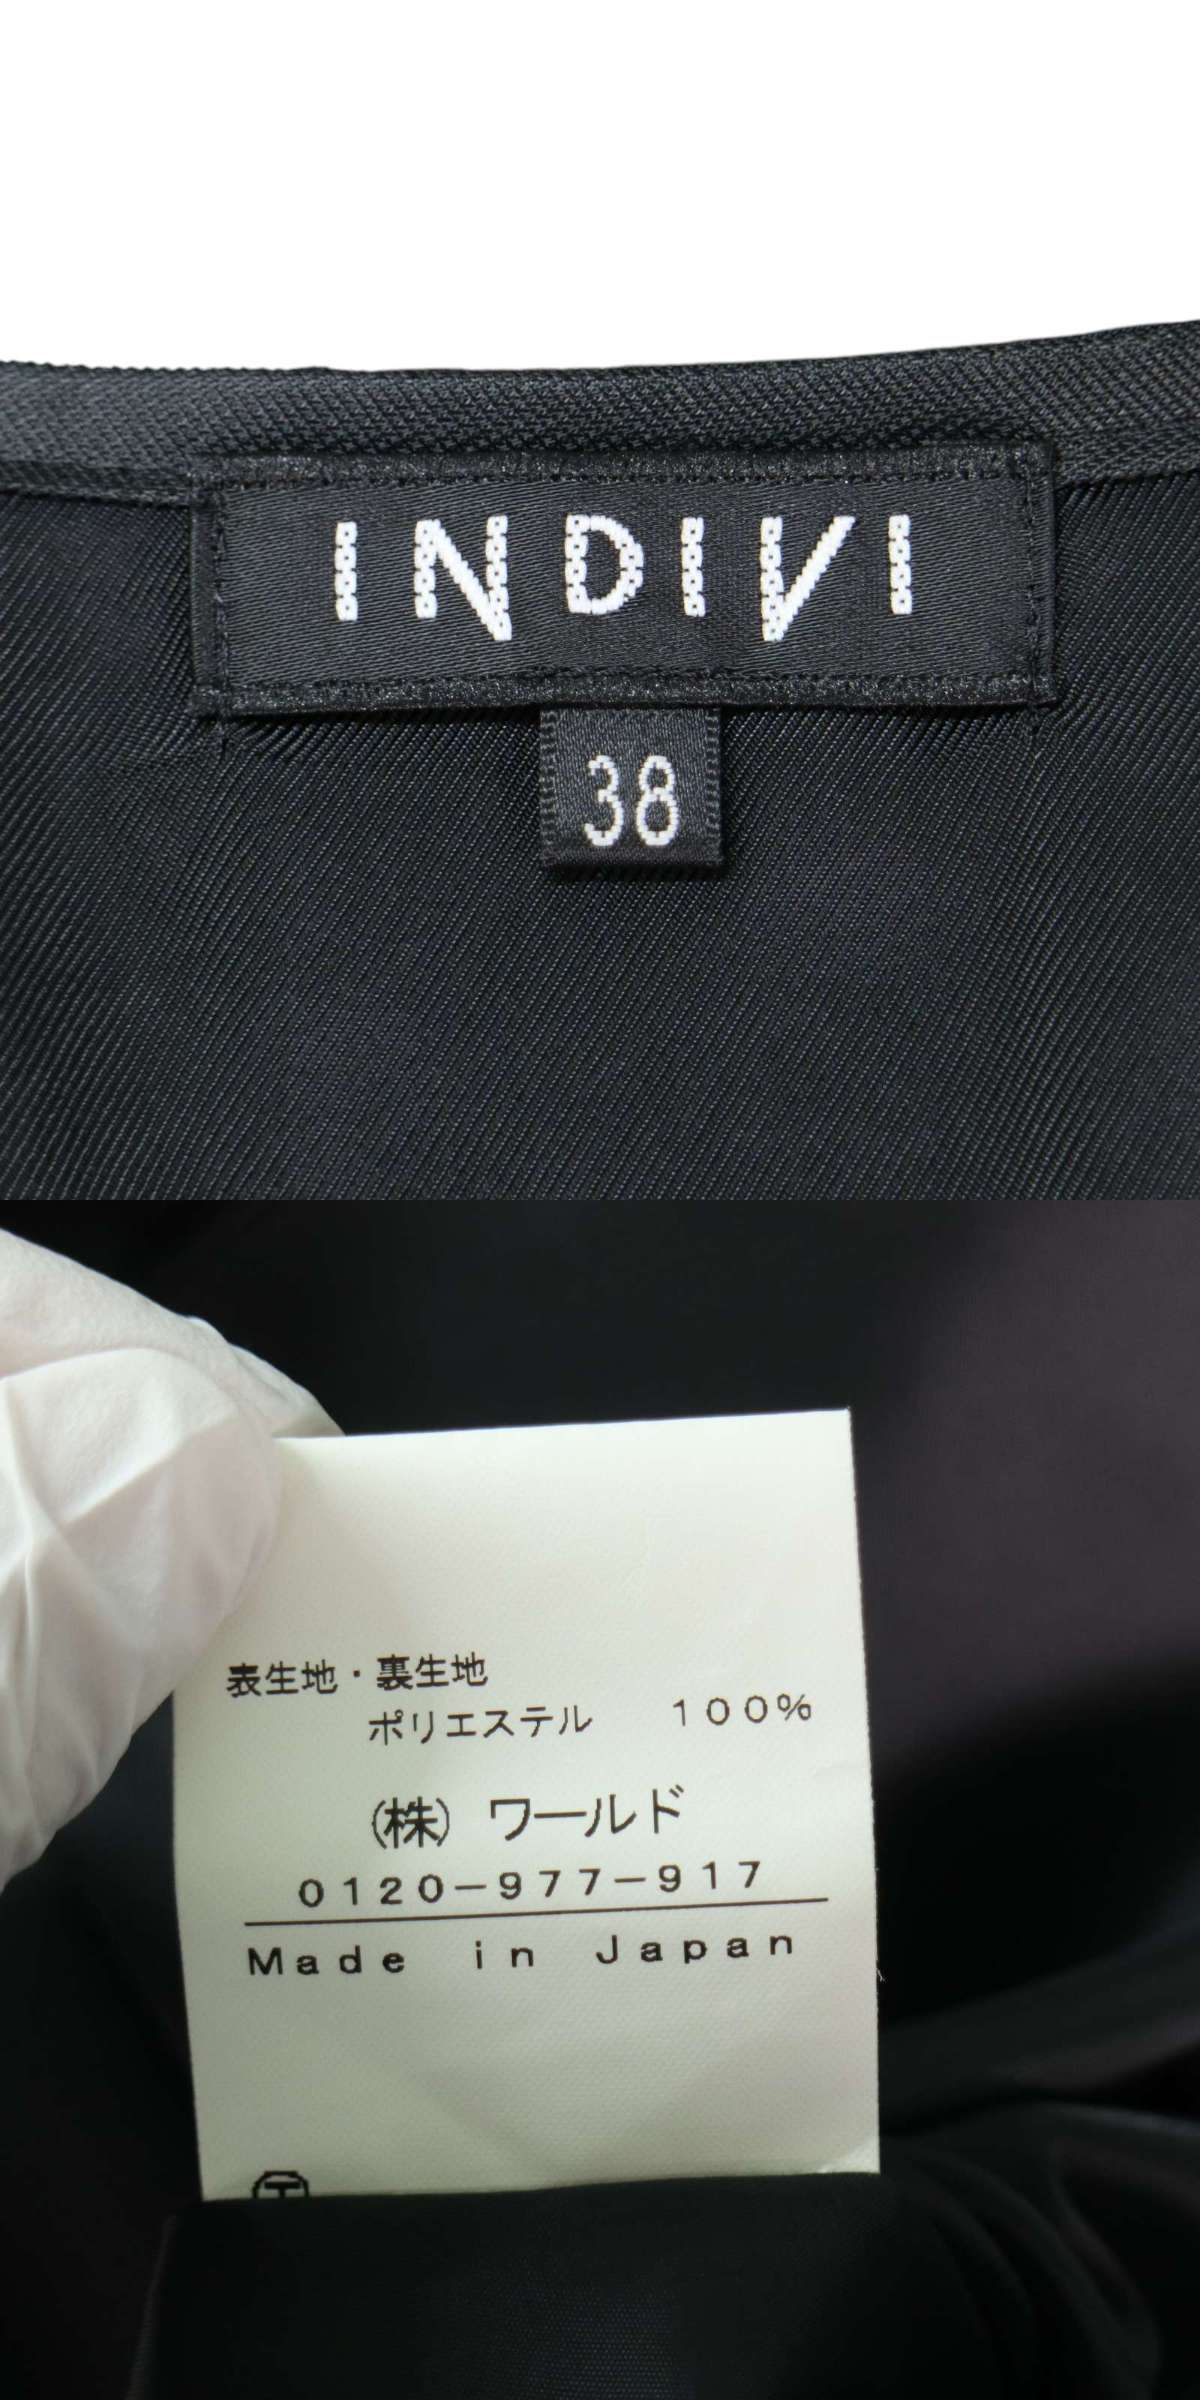 INDIVI
38
表生地・裏生地
ポリエステル 100%
(株) ワールド
0120-977-917
Made in Japan